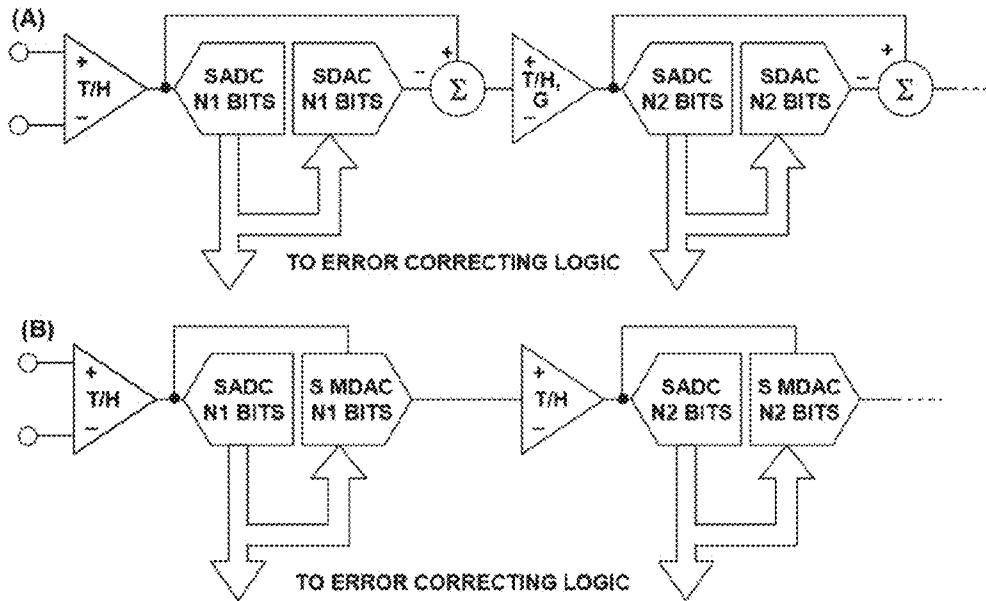 (A)
+
T/H
−
SADC
N1 BITS
SDAC
N1 BITS
−
+
Σ
+
T/H,
G
−
SADC
N2 BITS
SDAC
N2 BITS
−
+
Σ
TO ERROR CORRECTING LOGIC
(B)
+
T/H
−
SADC
N1 BITS
S MDAC
N1 BITS
+
T/H
−
SADC
N2 BITS
S MDAC
N2 BITS
TO ERROR CORRECTING LOGIC